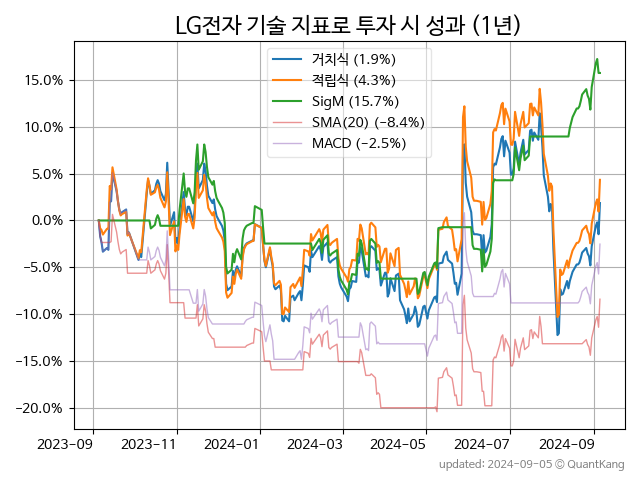 LG전자 기술 지표로 투자 시 성과 (1년)
거치식 (1.9%)
적립식 (4.3%)
SigM (15.7%)
SMA(20) (−8.4%)
MACD (−2.5%)
15.0%
10.0%
5.0%
0.0%
−5.0%
−10.0%
−15.0%
−20.0%
2023-09 2023-11 2024-01 2024-03 2024-05 2024-07 2024-09
updated: 2024-09-05 © QuantKang